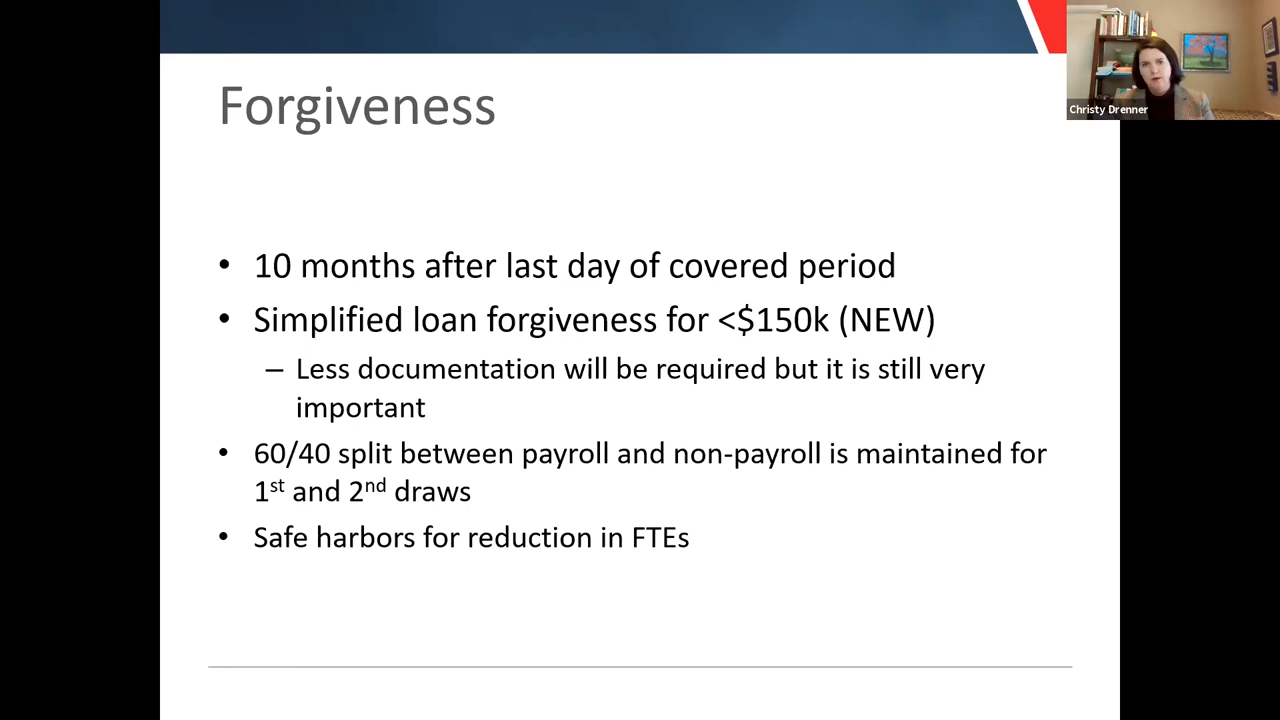 Forgiveness
Christy Drenner
• 10 months after last day of covered period
• Simplified loan forgiveness for <$150k (NEW)
– Less documentation will be required but it is still very
important
• 60/40 split between payroll and non-payroll is maintained for
1st and 2nd draws
• Safe harbors for reduction in FTEs